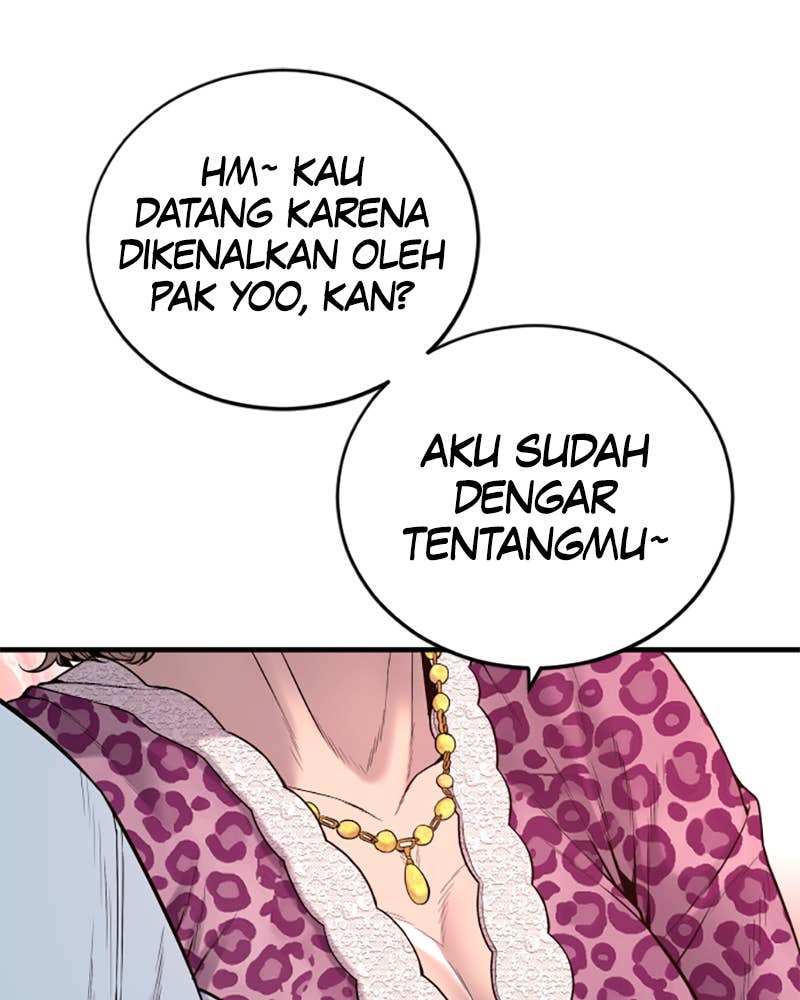 HM~ KAU
DATANG KARENA
DIKENALKAN OLEH
PAK YOO, KAN?
AKU SUDAH
DENGAR
TENTANGMU~